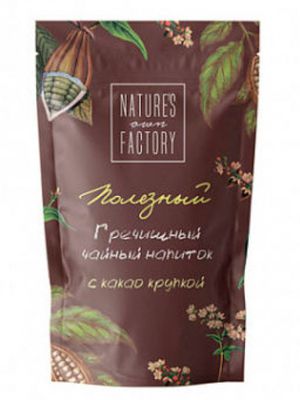 NATURE'S
own
FACTORY
Полезный
Гречишный
чайный напиток
с какао крупкой